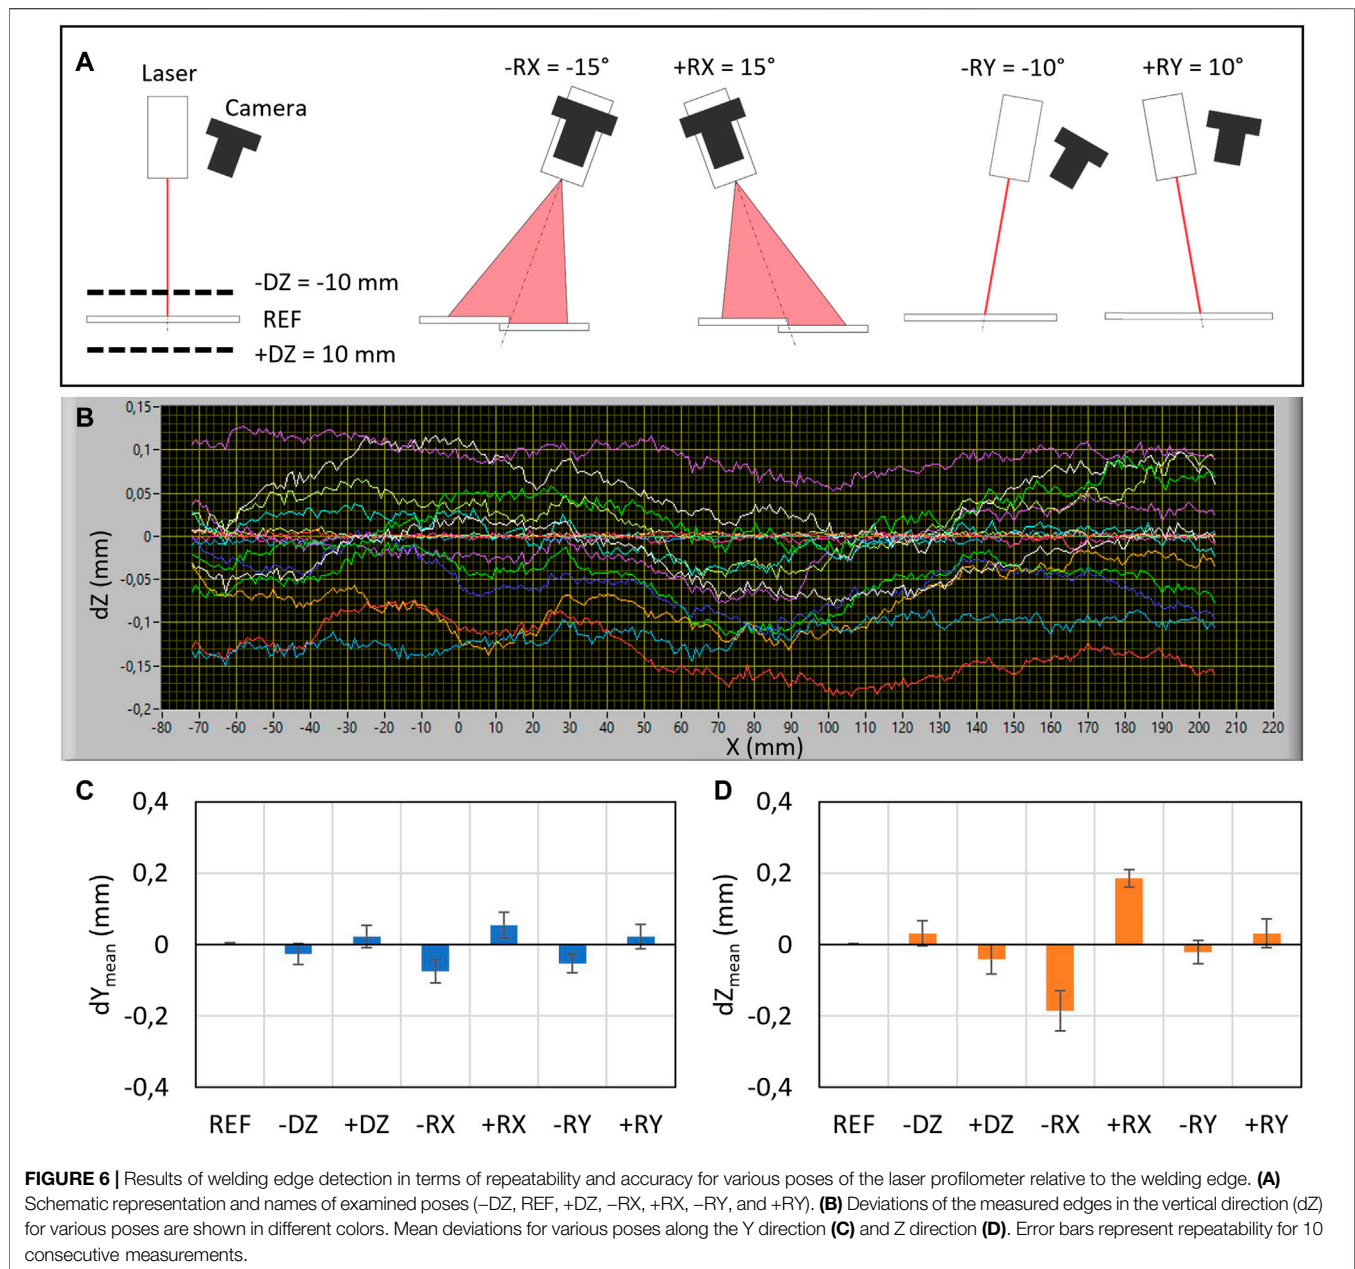 A
Laser
Camera
-RX = -15°
+RX = 15°
-RY = -10°
+RY = 10°
-DZ = -10 mm
REF
+DZ = 10 mm
B
dZ (mm)
0,15
0,1
0,05
0
-0,05
-0,1
-0,15
-0,2
-80 -70 -60 -50 -40 -30 -20 -10 0 10 20 30 40 50 60 70 80 90 100 110 120 130 140 150 160 170 180 190 200 210 220
X (mm)
C
dYmean (mm)
0,4
0,2
0
-0,2
-0,4
REF -DZ +DZ -RX +RX -RY +RY
D
dZmean (mm)
0,4
0,2
0
-0,2
-0,4
REF -DZ +DZ -RX +RX -RY +RY
FIGURE 6 | Results of welding edge detection in terms of repeatability and accuracy for various poses of the laser profilometer relative to the welding edge. (A)
Schematic representation and names of examined poses (−DZ, REF, +DZ, −RX, +RX, −RY, and +RY). (B) Deviations of the measured edges in the vertical direction (dZ)
for various poses are shown in different colors. Mean deviations for various poses along the Y direction (C) and Z direction (D). Error bars represent repeatability for 10
consecutive measurements.